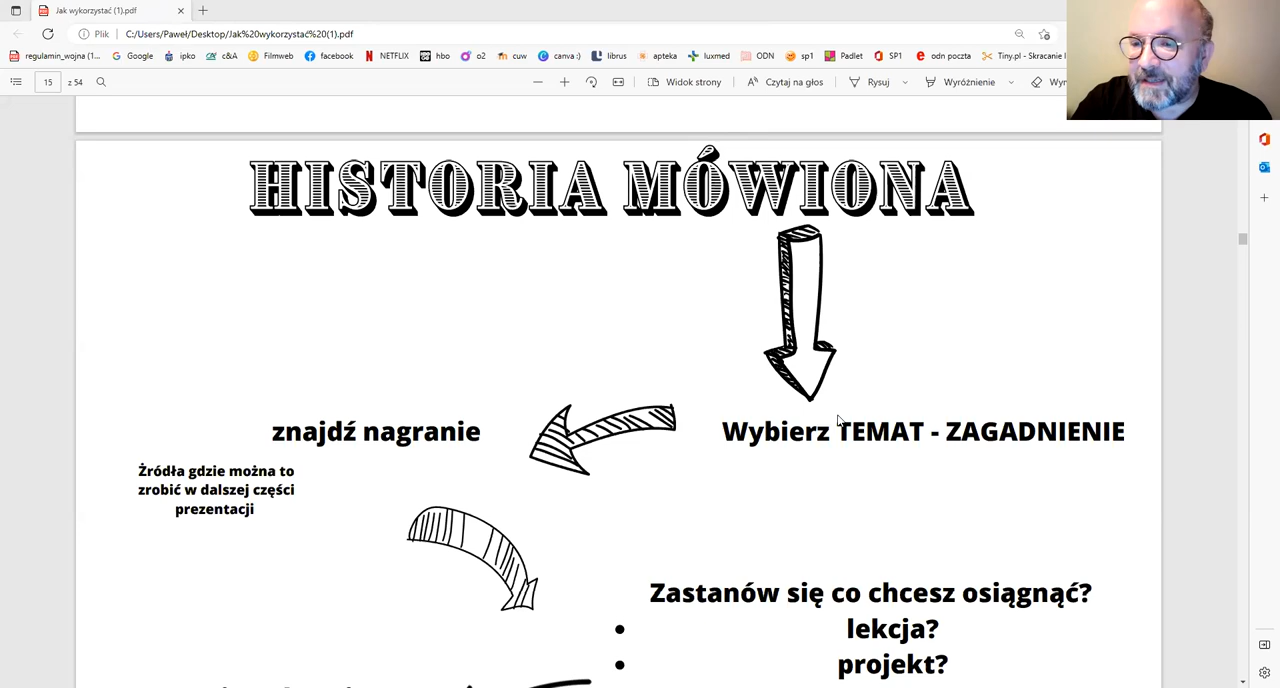 Jak wykorzystać (1).pdf
Plik C:/Users/Paweł/Desktop/Jak%20wykorzystać%20(1).pdf
regulamin_wojna (1... Google ipko c&A Filmweb facebook NETFLIX hbo o2 cuw canva :) librus apteka luxmed ODN sp1 Padlet SP1 odn poczta Tiny.pl - Skracanie l
15 z 54 Widok strony Czytaj na głos Rysuj Wyróżnienie
HISTORIA MÓWIONA
znajdź nagranie
Wybierz TEMAT - ZAGADNIENIE
Żródła gdzie można to
zrobić w dalszej części
prezentacji
Zastanów się co chcesz osiągnąć?
lekcja?
projekt?